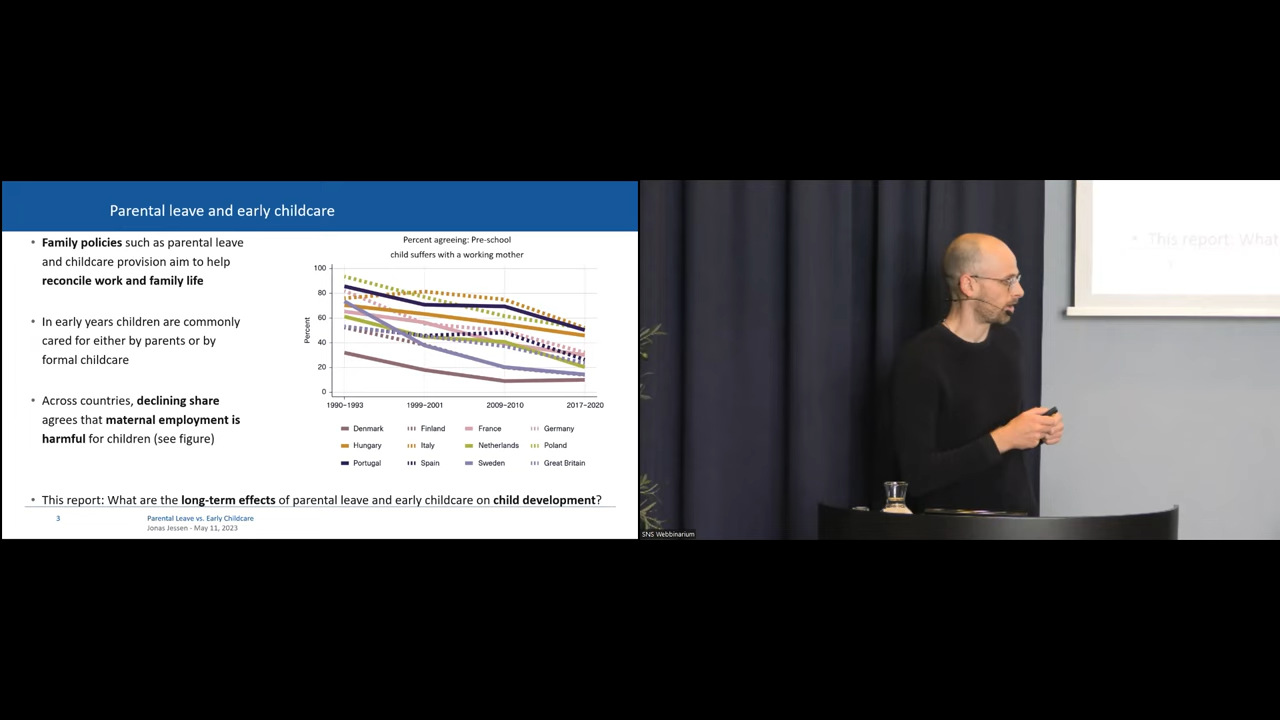 Parental leave and early childcare
• Family policies such as parental leave
and childcare provision aim to help
reconcile work and family life
• In early years children are commonly
cared for either by parents or by
formal childcare
• Across countries, declining share
agrees that maternal employment is
harmful for children (see figure)
Percent agreeing: Pre-school
child suffers with a working mother
Percent
100
80
60
40
20
0
1990-1993 1999-2001 2009-2010 2017-2020
Denmark Finland France Germany
Hungary Italy Netherlands Poland
Portugal Spain Sweden Great Britain
• This report: What are the long-term effects of parental leave and early childcare on child development?
3
Parental Leave vs. Early Childcare
Jonas Jessen - May 11, 2023
• This report: What
SNS Webbinarium